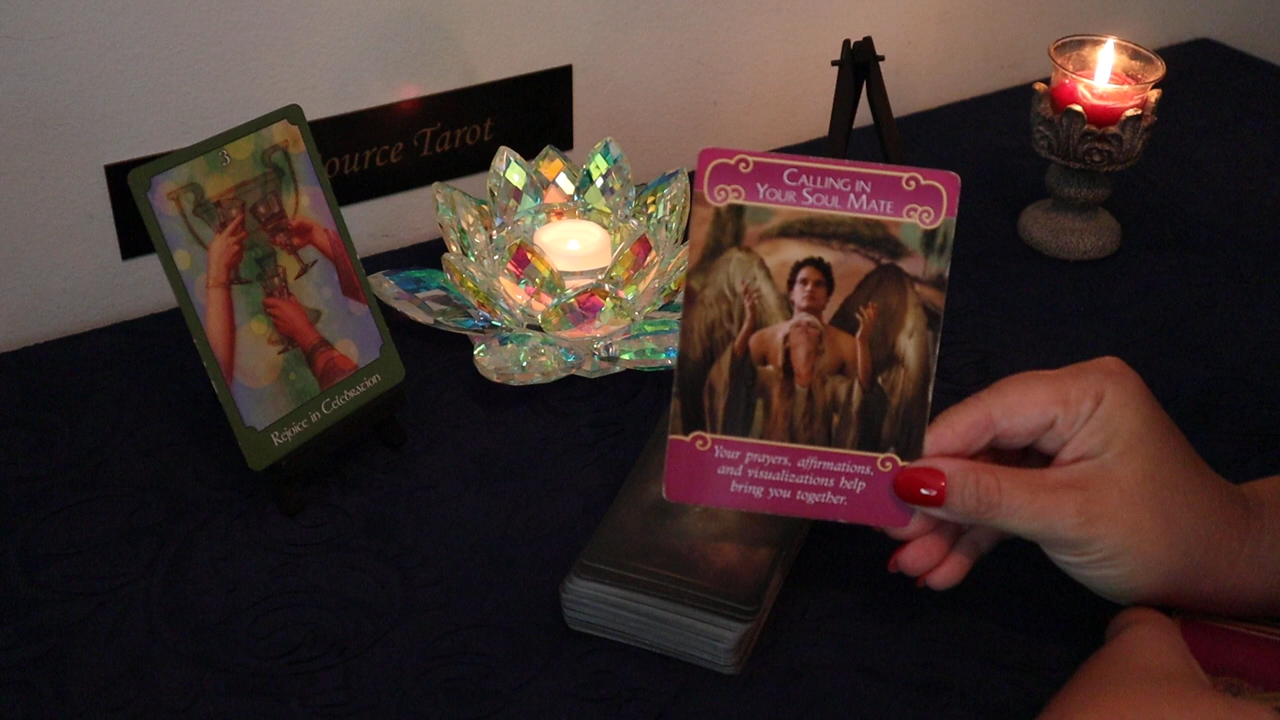 3
Rejoice in Celebration
ource Tarot
CALLING IN
YOUR SOUL MATE
Your prayers, affirmations,
and visualizations help
bring you together.